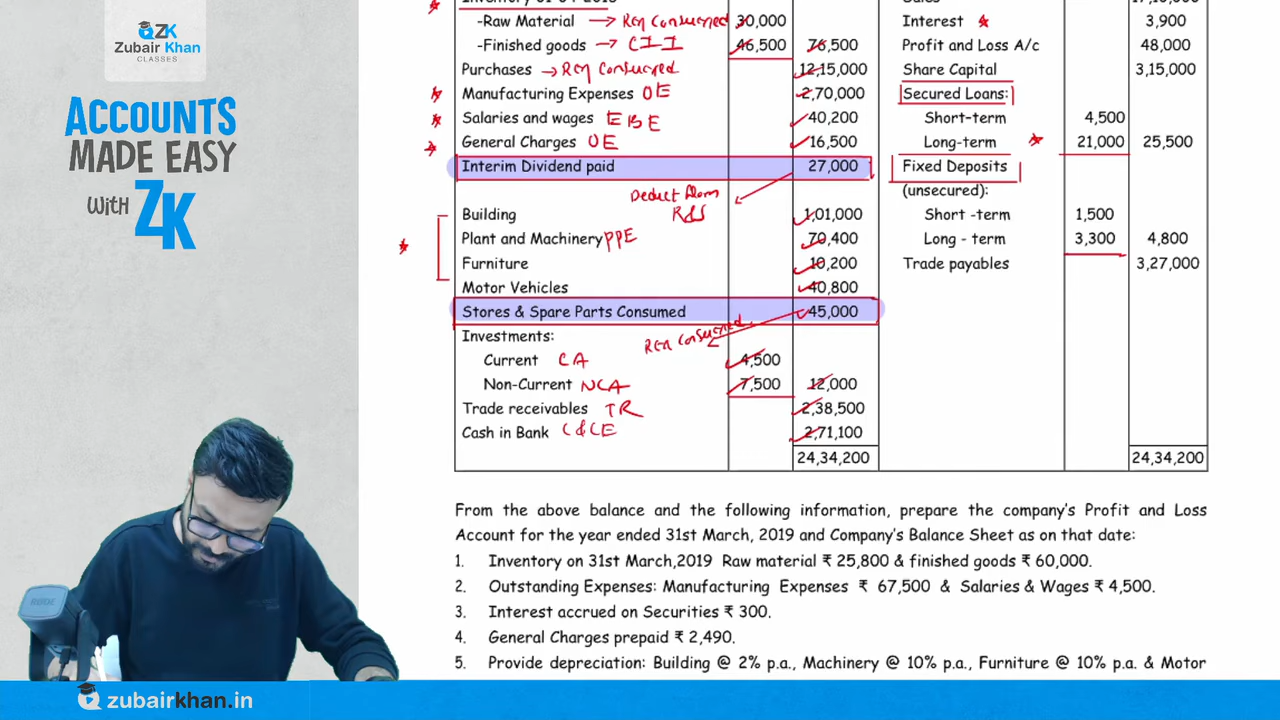 ZK
Zubair Khan
CLASSES
ACCOUNTS
MADE EASY
WITH ZK
-Raw Material → RM Consumed 30,000
-Finished goods → CII 46,500 76,500
Purchases → RM Consumed 12,15,000
Manufacturing Expenses OE 2,70,000
Salaries and wages EBE 40,200
General Charges OE 16,500
Interim Dividend paid 27,000
Deduct from
R&S
Building 1,01,000
Plant and Machinery PPE 70,400
Furniture 10,200
Motor Vehicles 40,800
Stores & Spare Parts Consumed 45,000
RM Consumed
Investments:
Current CA 4,500
Non-Current NCA 7,500 12,000
Trade receivables TR 2,38,500
Cash in Bank C&CE 2,71,100
24,34,200
Interest 3,900
Profit and Loss A/c 48,000
Share Capital 3,15,000
Secured Loans:
Short-term 4,500
Long-term 21,000 25,500
Fixed Deposits
(unsecured):
Short -term 1,500
Long - term 3,300 4,800
Trade payables 3,27,000
24,34,200
From the above balance and the following information, prepare the company's Profit and Loss
Account for the year ended 31st March, 2019 and Company's Balance Sheet as on that date:
1. Inventory on 31st March,2019 Raw material ₹ 25,800 & finished goods ₹ 60,000.
2. Outstanding Expenses: Manufacturing Expenses ₹ 67,500 & Salaries & Wages ₹ 4,500.
3. Interest accrued on Securities ₹ 300.
4. General Charges prepaid ₹ 2,490.
5. Provide depreciation: Building @ 2% p.a., Machinery @ 10% p.a., Furniture @ 10% p.a. & Motor
RØDE
zubairkhan.in